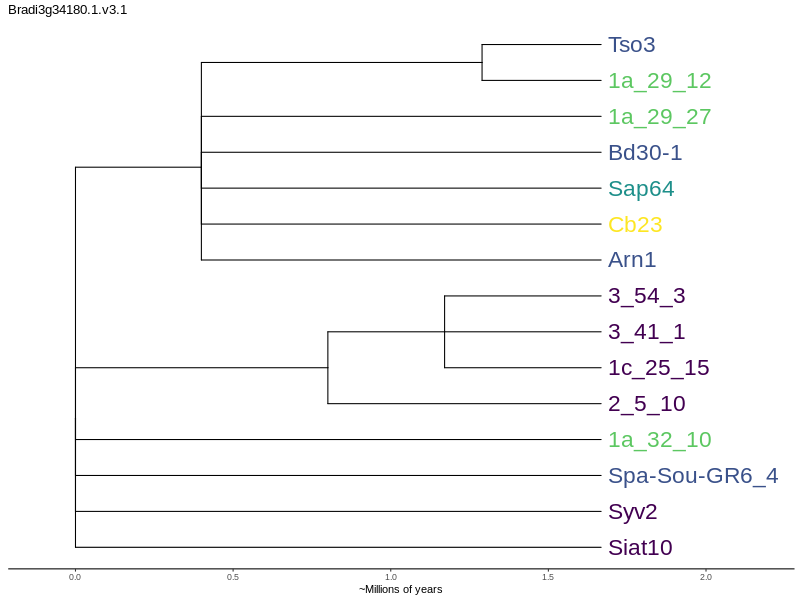 Bradi3g34180.1.v3.1
Tso3
1a_29_12
1a_29_27
Bd30-1
Sap64
Cb23
Arn1
3_54_3
3_41_1
1c_25_15
2_5_10
1a_32_10
Spa-Sou-GR6_4
Syv2
Siat10
0.0 0.5 1.0 1.5 2.0
~Millions of years